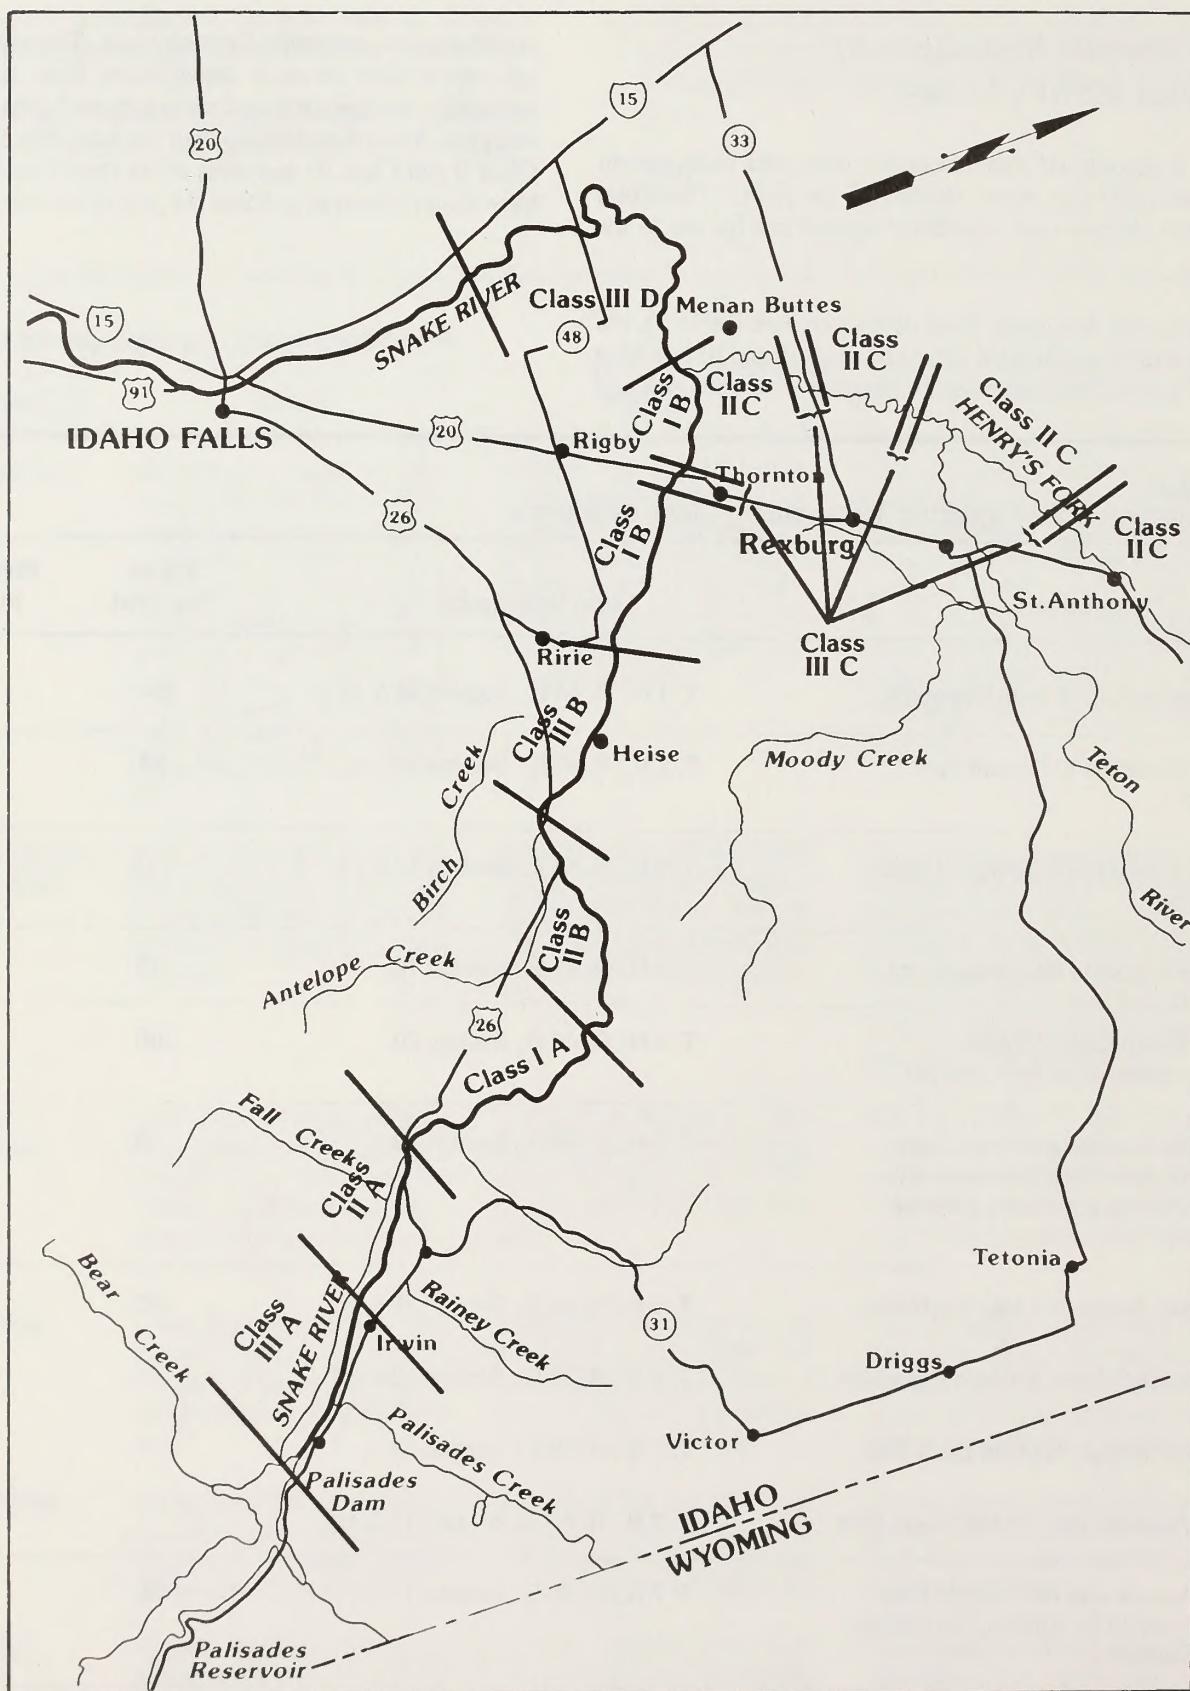 20
15
33
15
SNAKE RIVER
Class III D
48
Menan Buttes
Class
II C
Class
II C
Class
I B
Class II C
HENRY'S FORK
Class
II C
91
IDAHO FALLS
20
Rigby
Thornton
26
Class
I B
Rexburg
St. Anthony
Class
III C
Ririe
Class
III B
Heise
Birch Creek
Moody Creek
Teton River
Class
II B
Antelope Creek
26
Class I A
Fall Creek
Class
II A
Bear Creek
Class
III A
SNAKE RIVER
Irwin
Rainey Creek
31
Tetonia
Driggs
Victor
Palisades Creek
Palisades
Dam
IDAHO
WYOMING
Palisades
Reservoir